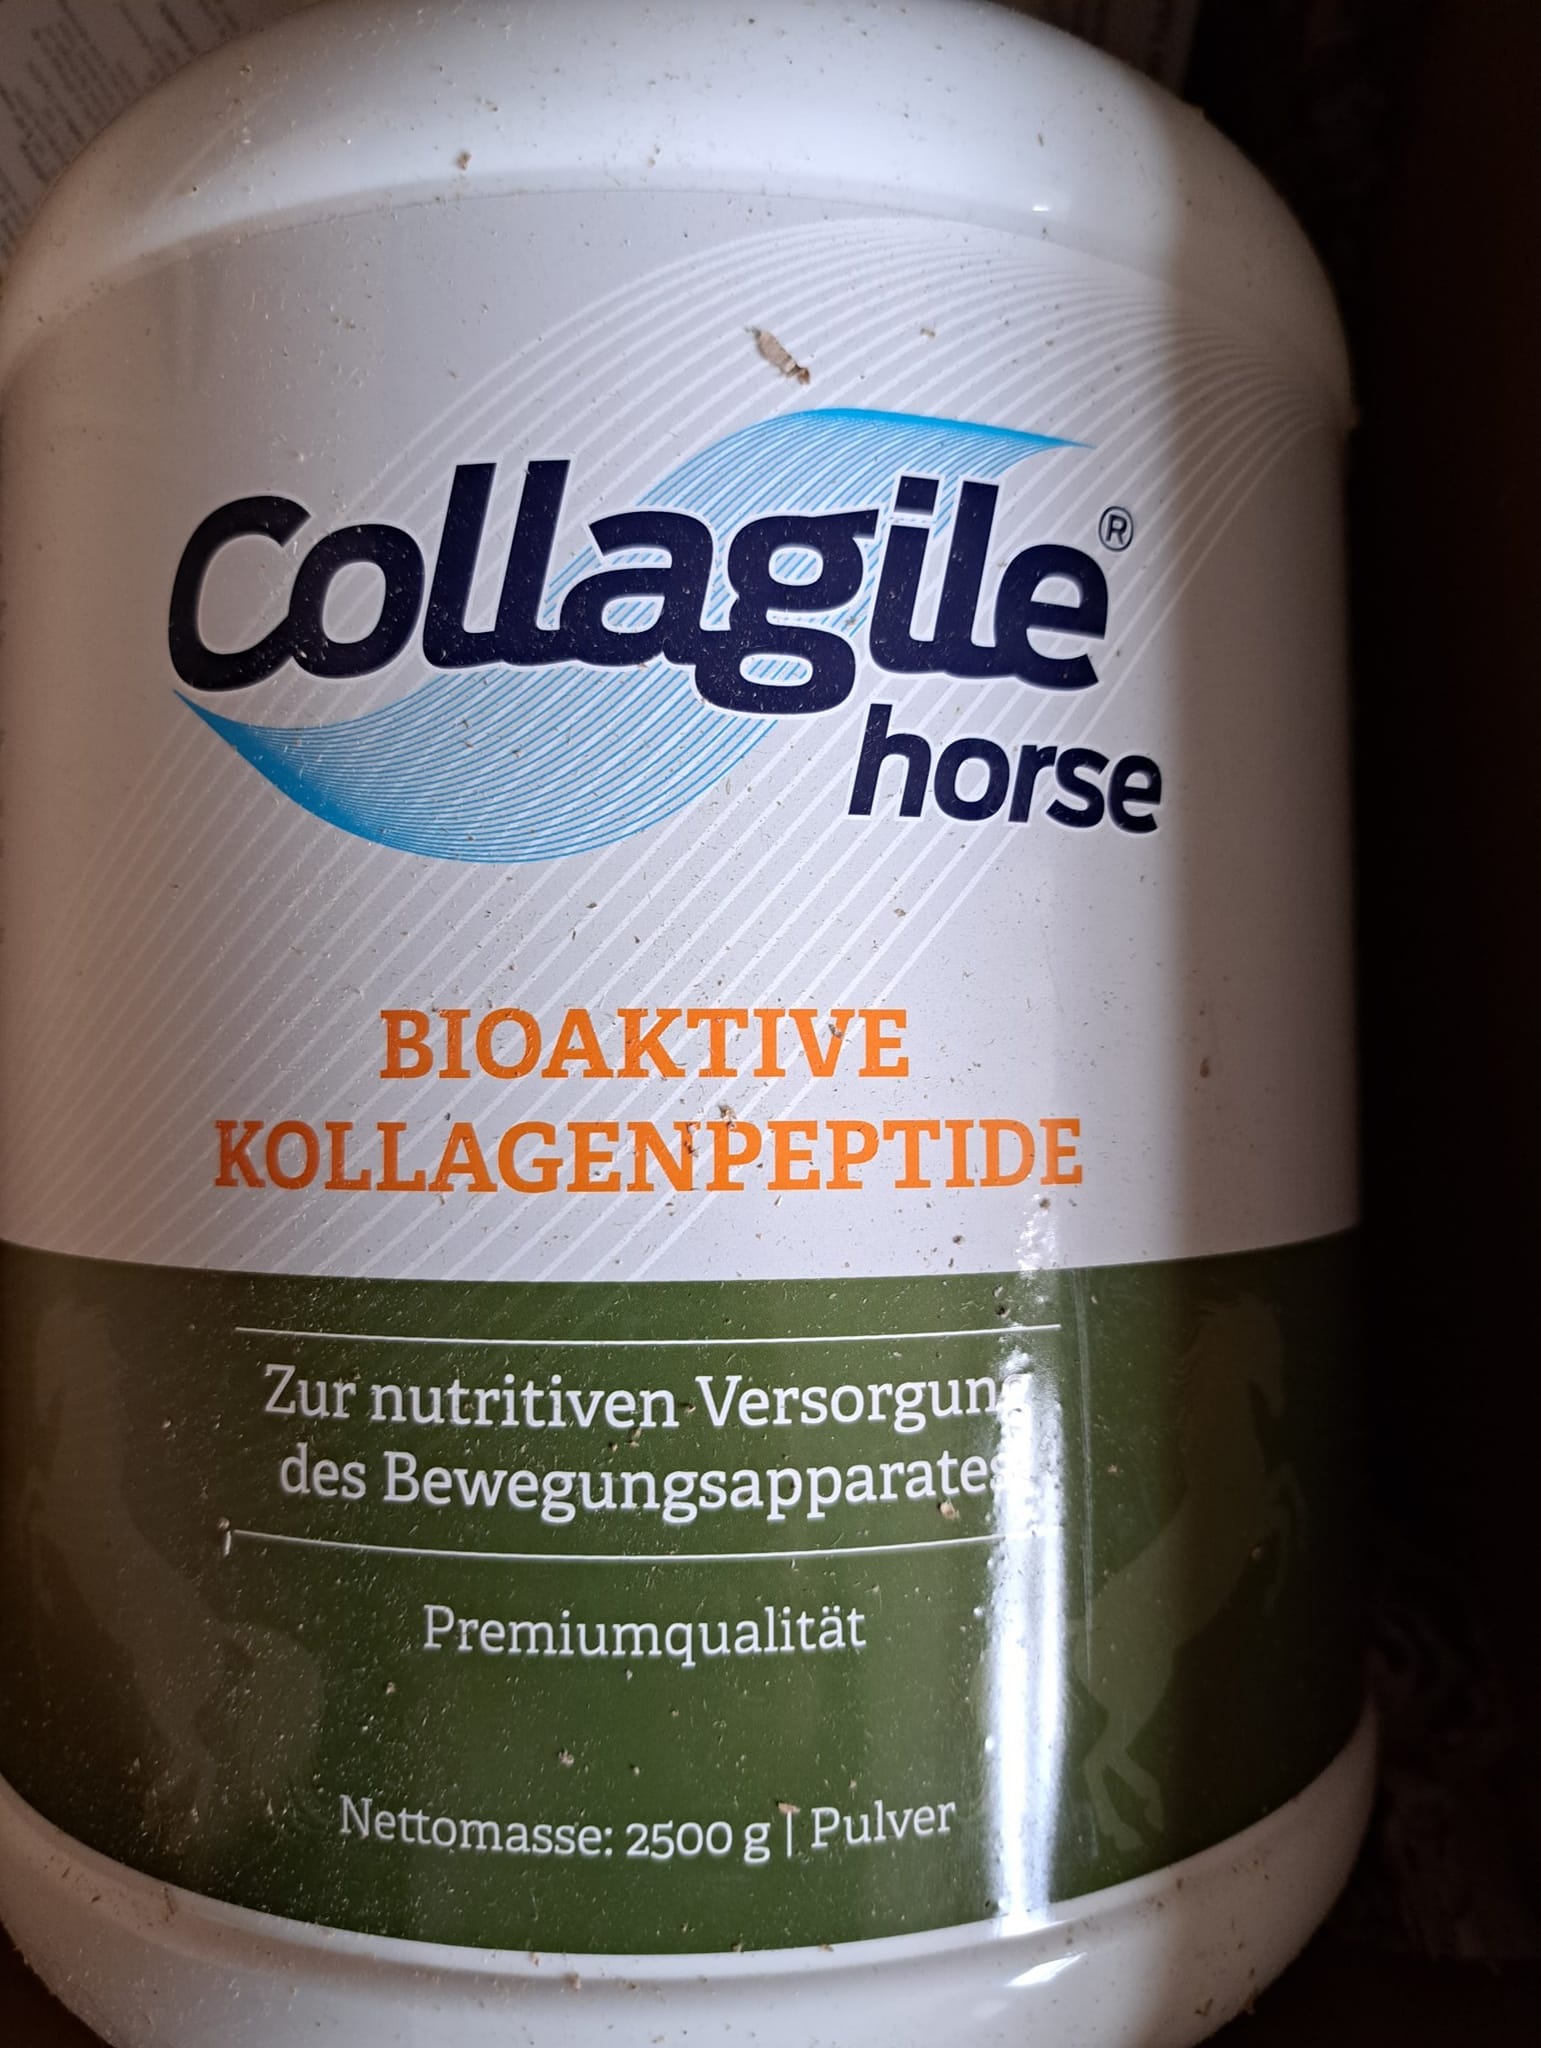 Collagile®
horse
BIOAKTIVE
KOLLAGENPEPTIDE
Zur nutritiven Versorgung
des Bewegungsapparates
Premiumqualität
Nettomasse: 2500 g | Pulver